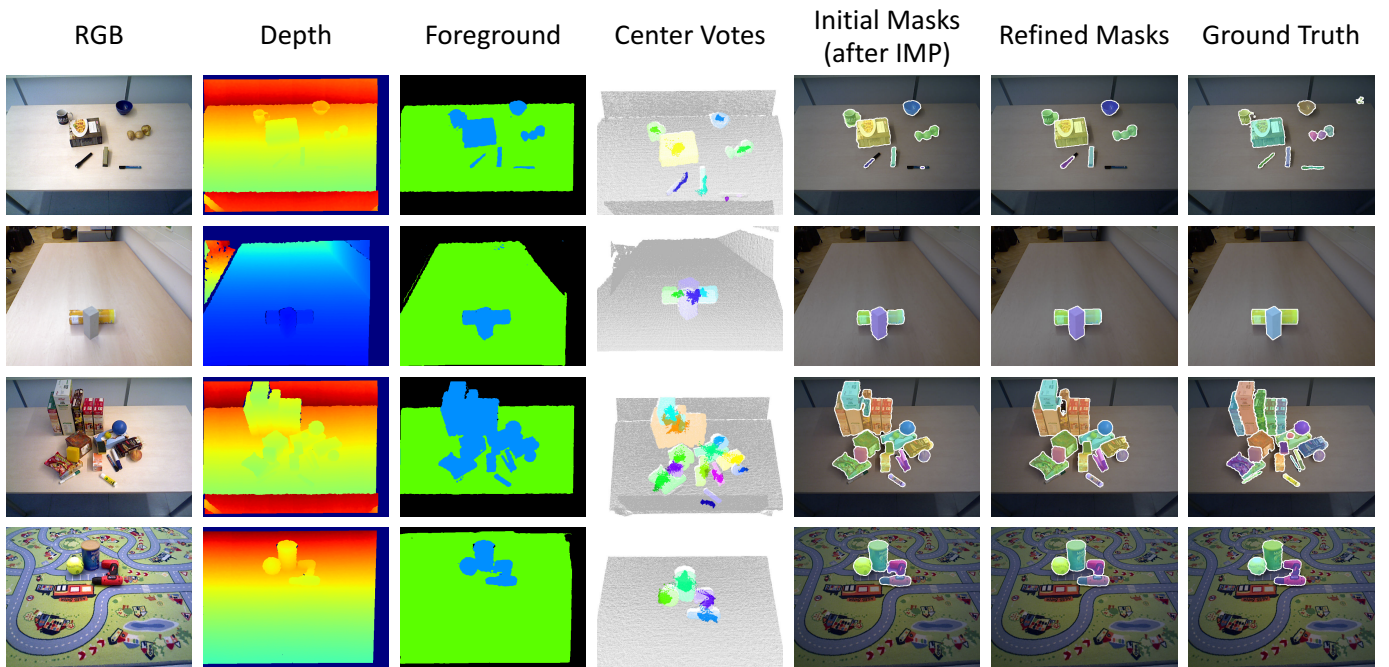 RGB
Depth
Foreground
Center Votes
Initial Masks
(after IMP)
Refined Masks
Ground Truth